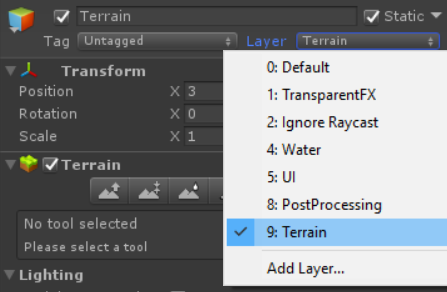 Terrain Static
Tag Untagged Layer Terrain
Transform
Position X 3
Rotation X 0
Scale X 1
Terrain
No tool selected
Please select a tool
Lighting
0: Default
1: TransparentFX
2: Ignore Raycast
4: Water
5: UI
8: PostProcessing
9: Terrain
Add Layer...